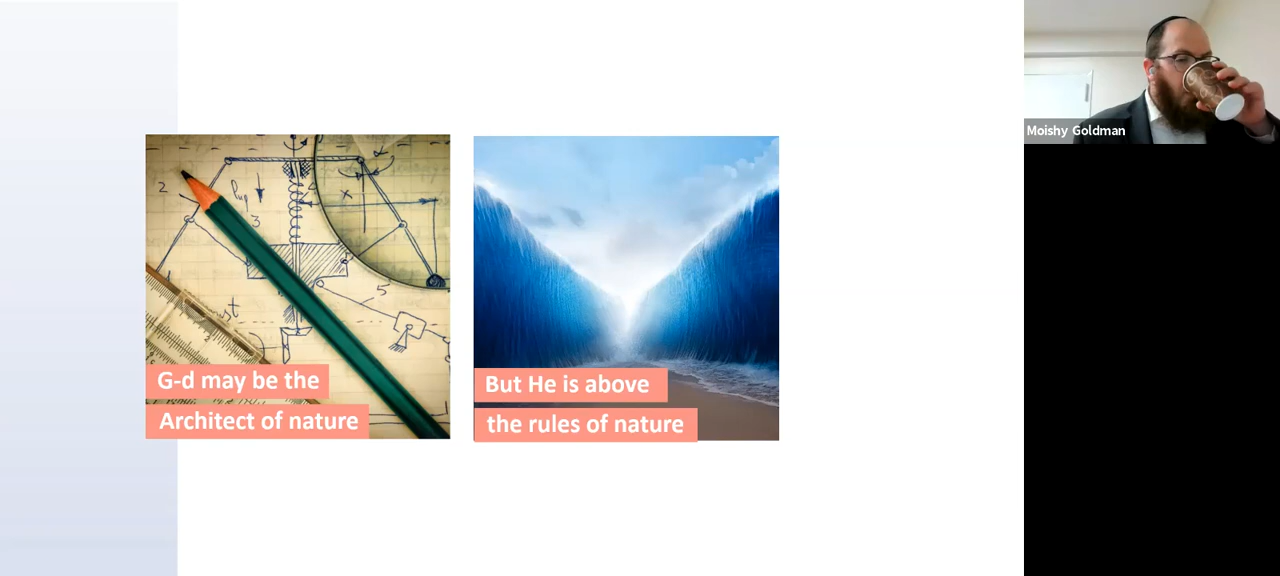 G-d may be the
Architect of nature
But He is above
the rules of nature
Moishy Goldman